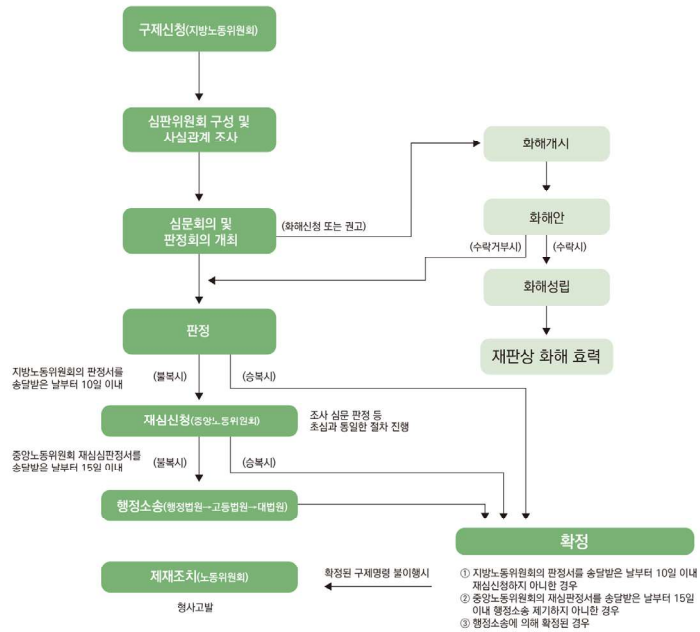 구제신청(지방노동위원회)
심판위원회 구성 및
사실관계 조사
화해개시
심문회의 및
판정회의 개최
(화해신청 또는 권고)
화해안
(수락거부시)
(수락시)
화해성립
판정
재판상 화해 효력
지방노동위원회의 판정서를
송달받은 날부터 10일 이내
(불복시)
(승복시)
재심신청(중앙노동위원회)
조사 심문 판정 등
초심과 동일한 절차 진행
중앙노동위원회 재심심판정서를
송달받은 날부터 15일 이내
(불복시)
(승복시)
행정소송(행정법원→고등법원→대법원)
확정
제재조치(노동위원회)
확정된 구제명령 불이행시
형사고발
① 지방노동위원회의 판정서를 송달받은 날부터 10일 이내
재심신청하지 아니한 경우
② 중앙노동위원회의 재심판정서를 송달받은 날부터 15일
이내 행정소송 제기하지 아니한 경우
③ 행정소송에 의해 확정된 경우